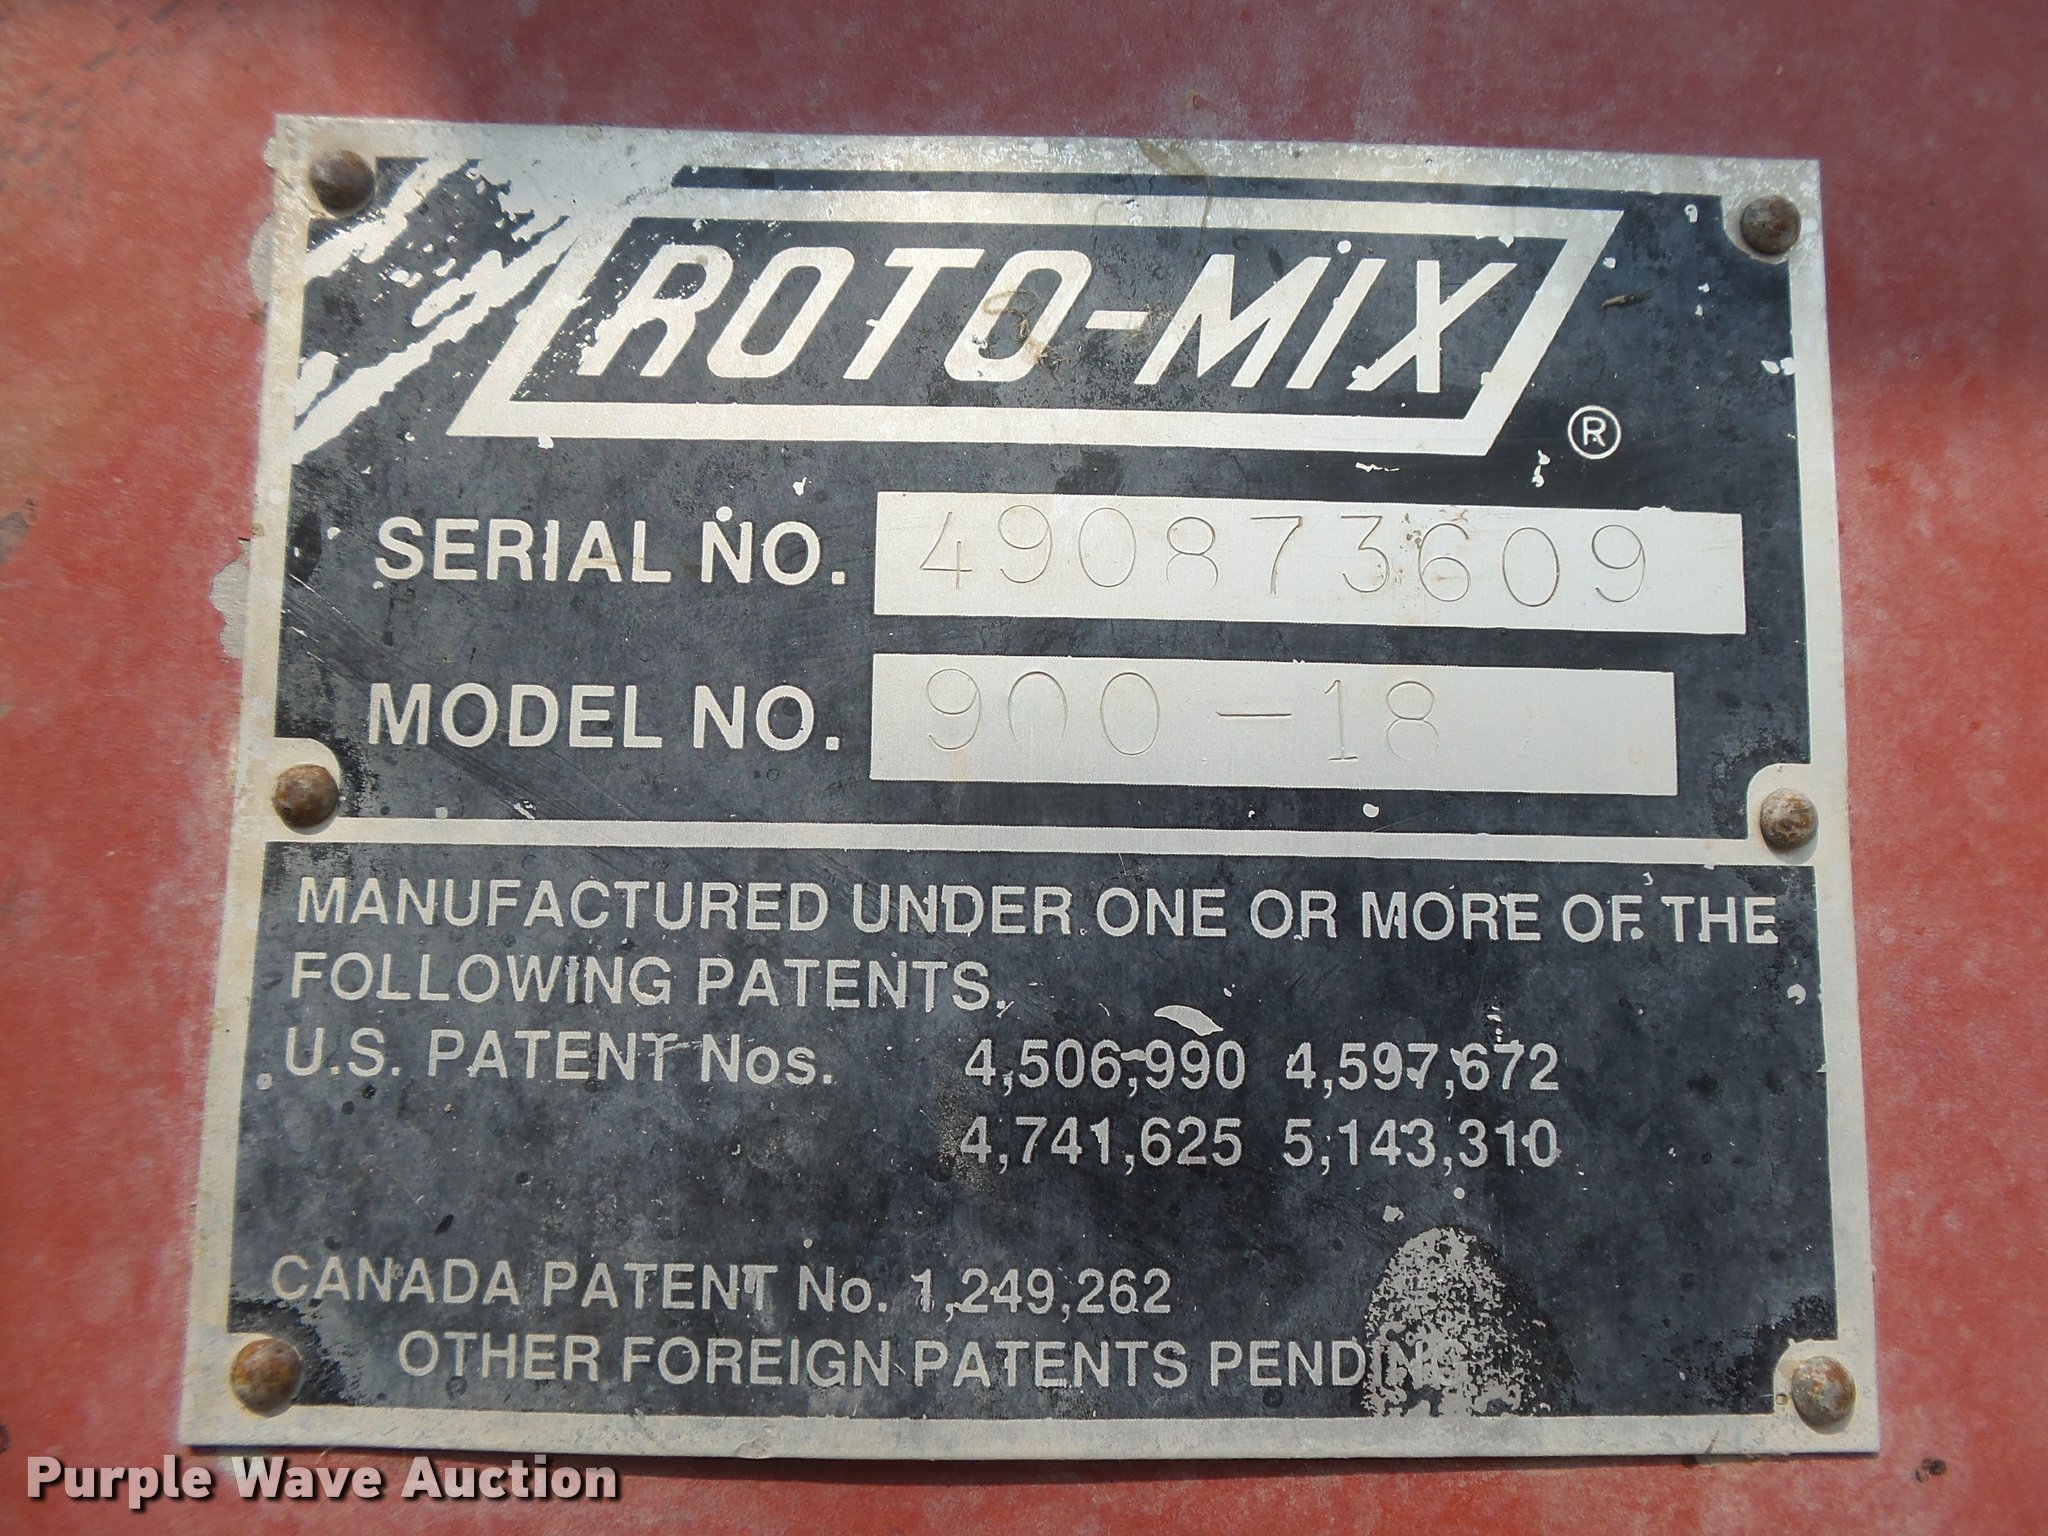 ROTO-MIX
®
SERIAL NO. 490873609
MODEL NO. 900-18
MANUFACTURED UNDER ONE OR MORE OF THE
FOLLOWING PATENTS.
U.S. PATENT Nos. 4,506,990 4,597,672
4,741,625 5,143,310
CANADA PATENT No. 1,249,262
OTHER FOREIGN PATENTS PENDING
Purple Wave Auction